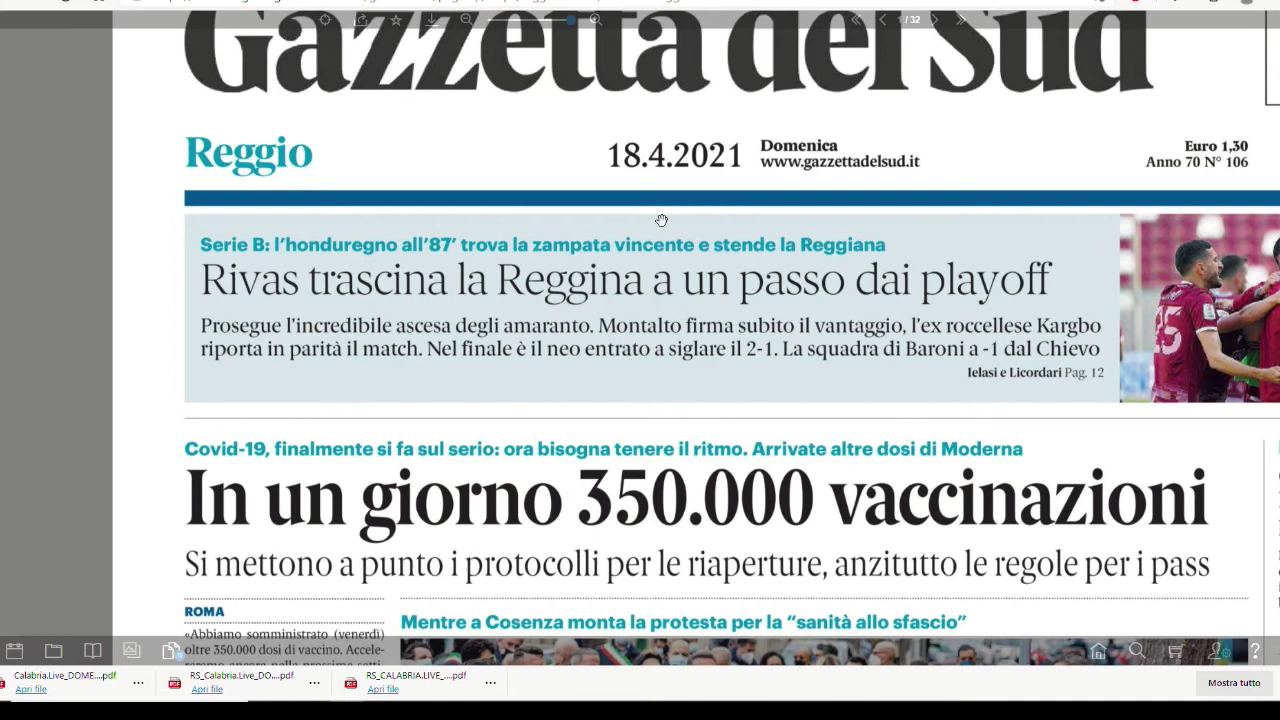 1 / 32
Gazzetta del Sud
Reggio
18.4.2021
Domenica
www.gazzettadelsud.it
Euro 1,30
Anno 70 N° 106
Serie B: l'honduregno all'87' trova la zampata vincente e stende la Reggiana
Rivas trascina la Reggina a un passo dai playoff
Prosegue l'incredibile ascesa degli amaranto. Montalto firma subito il vantaggio, l'ex roccellese Kargbo
riporta in parità il match. Nel finale è il neo entrato a siglare il 2-1. La squadra di Baroni a -1 dal Chievo
Ielasi e Licordari Pag. 12
25
Covid-19, finalmente si fa sul serio: ora bisogna tenere il ritmo. Arrivate altre dosi di Moderna
In un giorno 350.000 vaccinazioni
Si mettono a punto i protocolli per le riaperture, anzitutto le regole per i pass
ROMA
«Abbiamo somministrato (venerdì)
oltre 350.000 dosi di vaccino. Accele-
Mentre a Cosenza monta la protesta per la “sanità allo sfascio”
Calabria.Live_DOME....pdf
Apri file
RS_Calabria.Live_DO....pdf
Apri file
RS_CALABRIA.LIVE_....pdf
Apri file
Mostra tutto